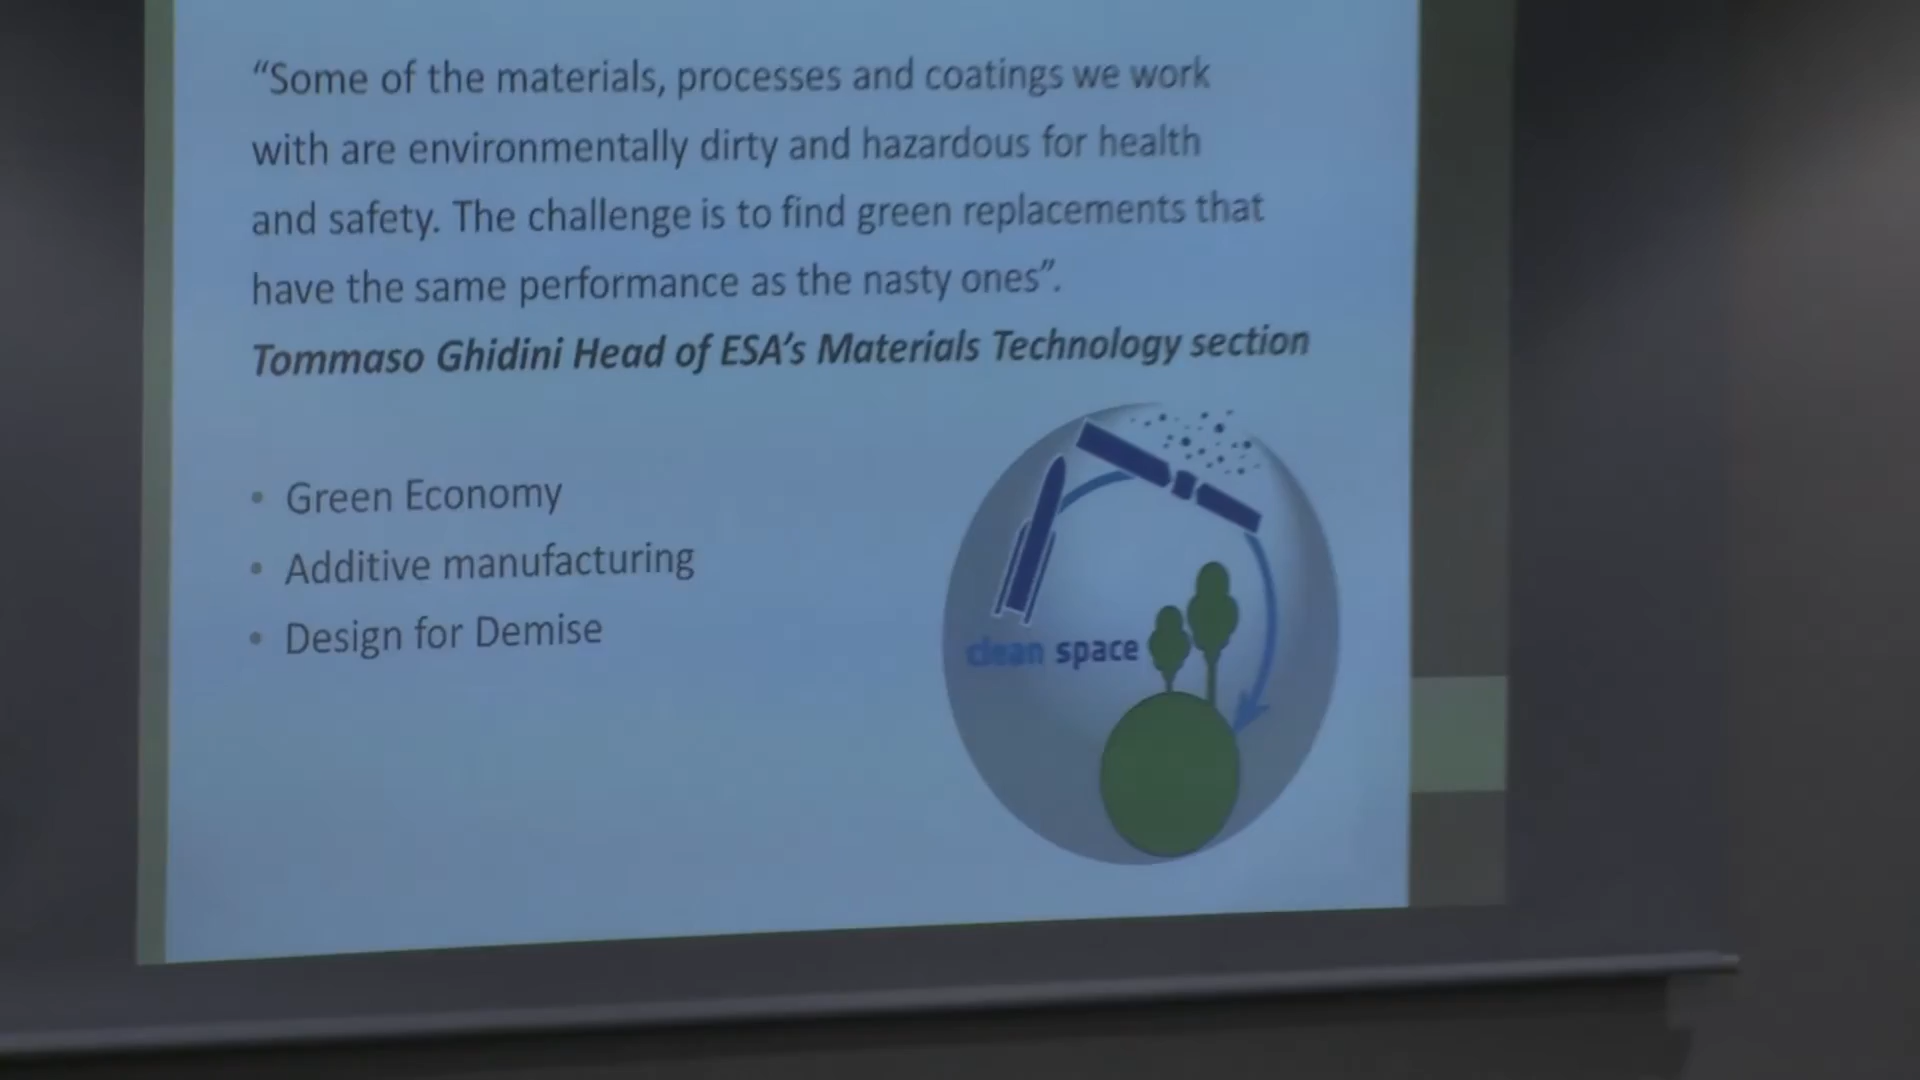 “Some of the materials, processes and coatings we work
with are environmentally dirty and hazardous for health
and safety. The challenge is to find green replacements that
have the same performance as the nasty ones”.
Tommaso Ghidini Head of ESA’s Materials Technology section
• Green Economy
• Additive manufacturing
• Design for Demise
clean space